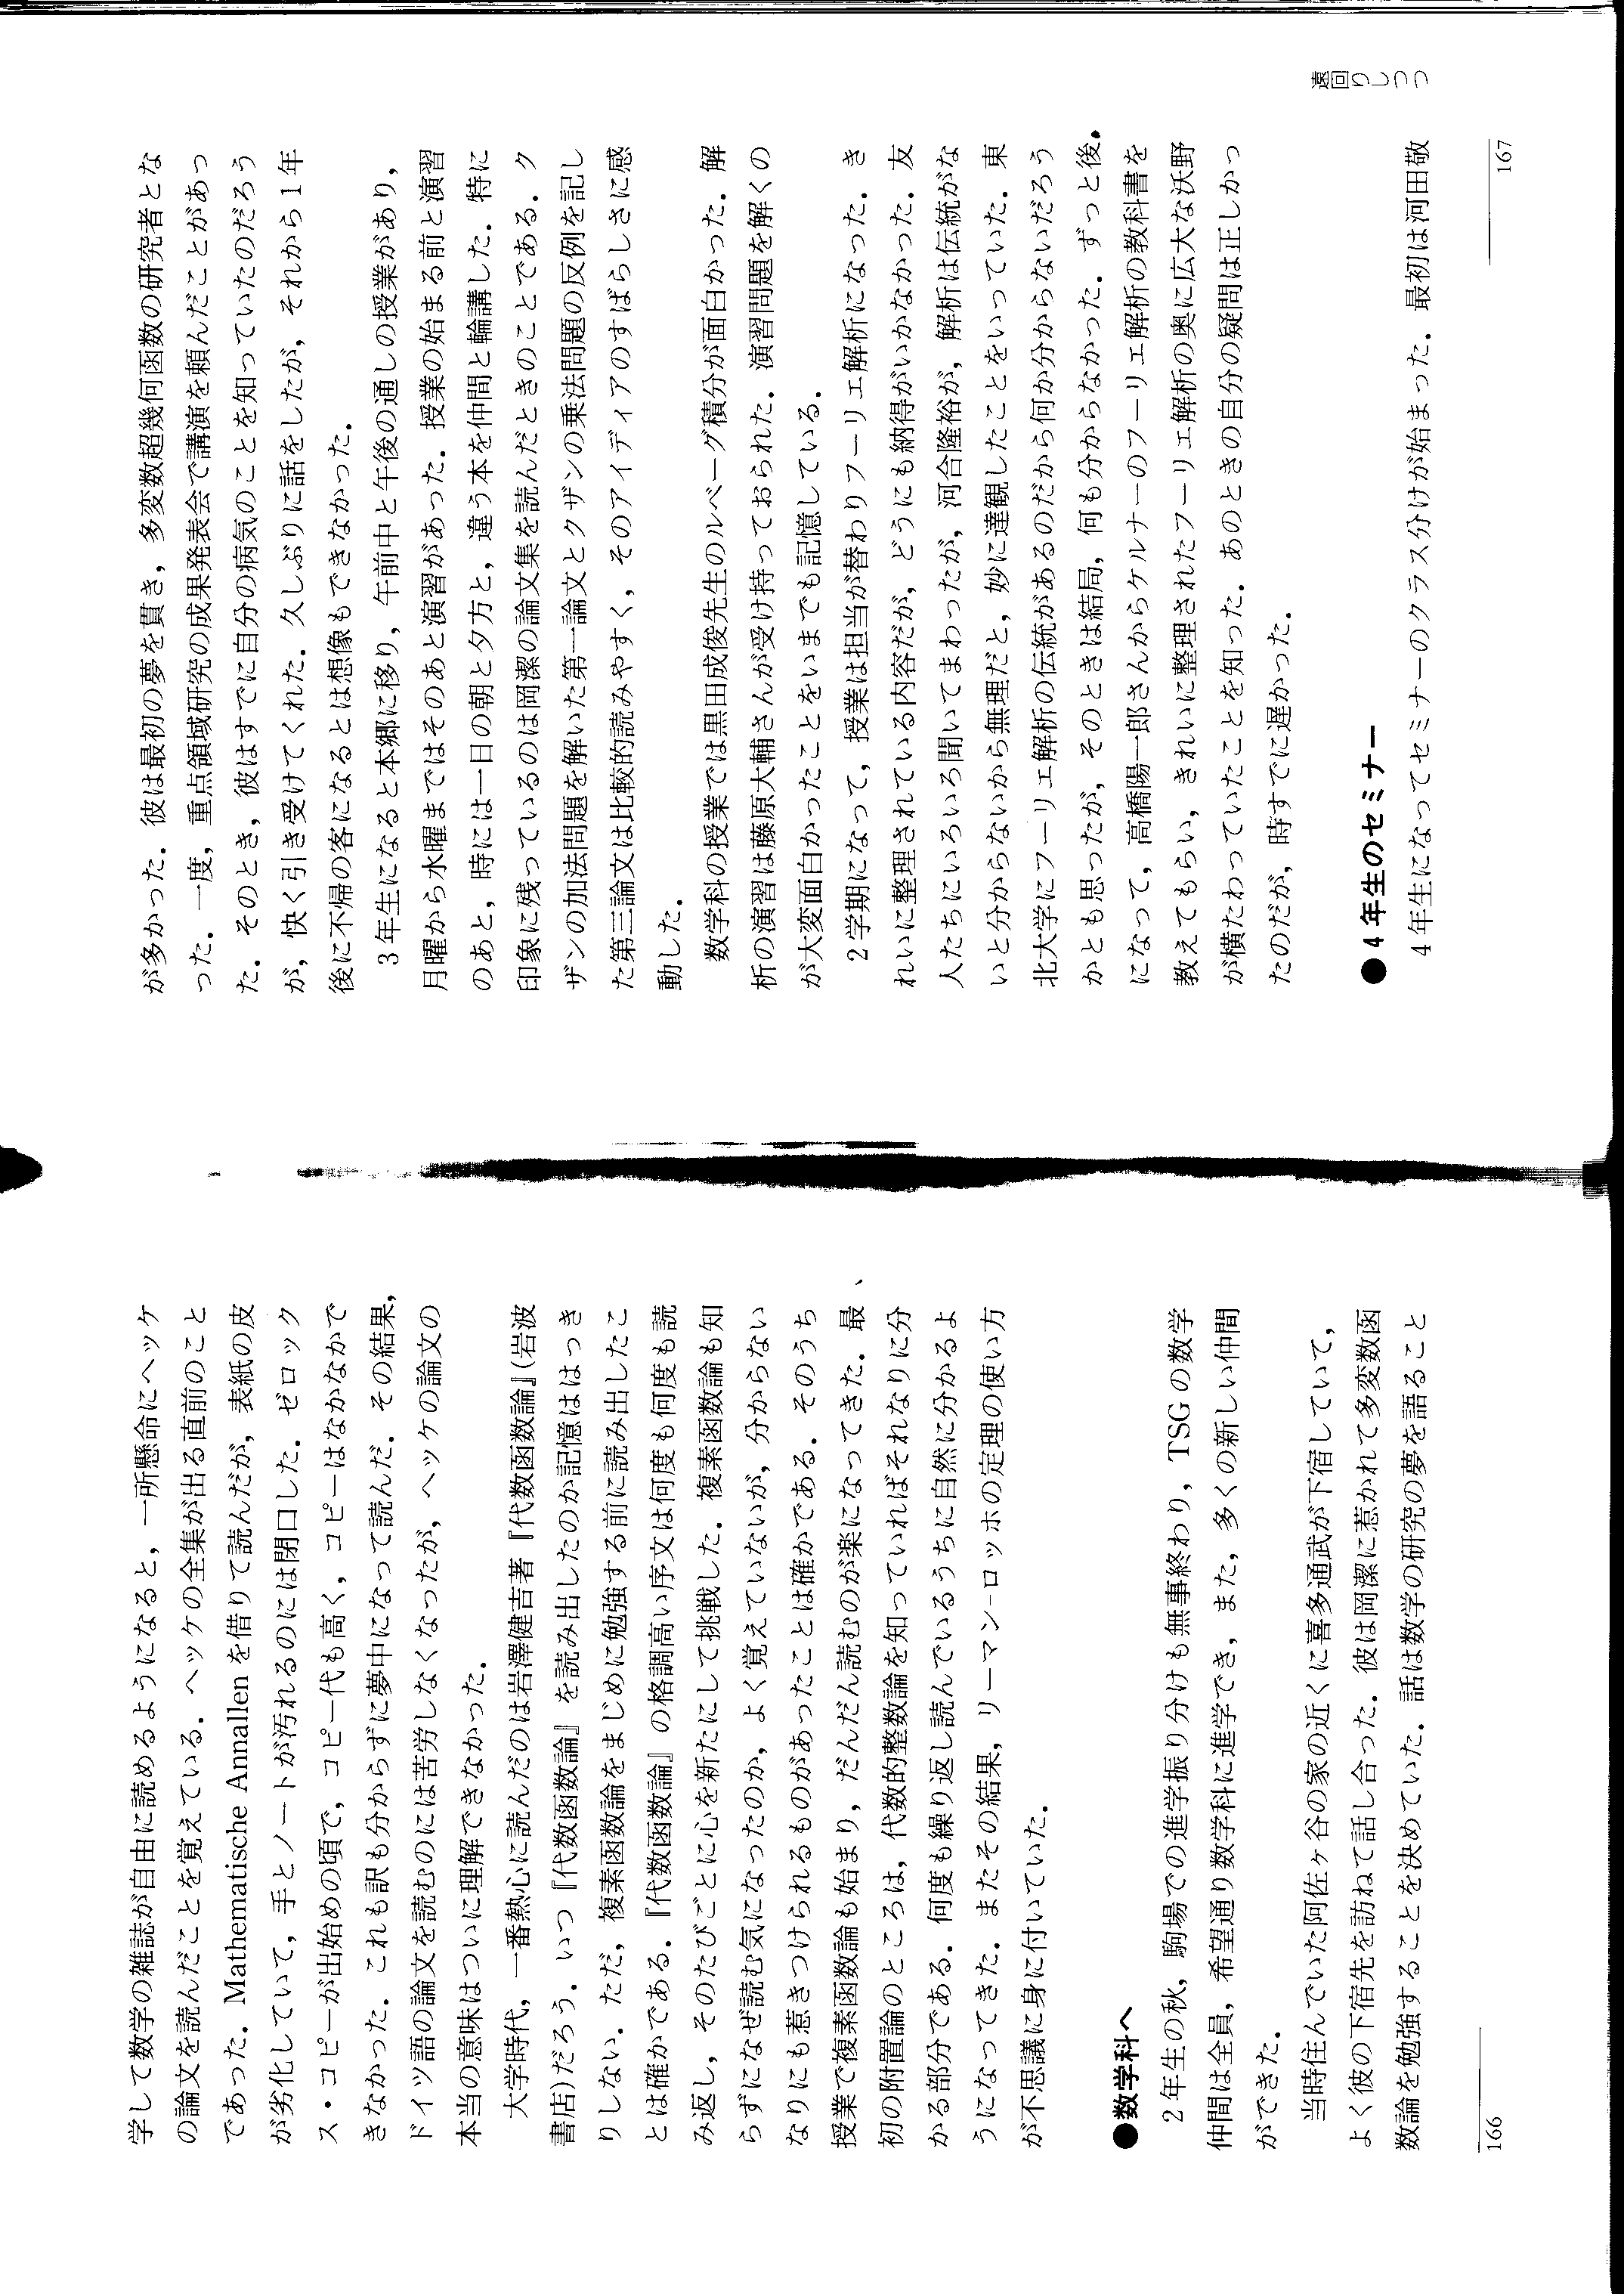 学して数学の雑誌が自由に読めるようになると，一所懸命にヘッケ
の論文を読んだことを覚えている．ヘッケの全集が出る直前のこと
であった．Mathematische Annallen を借りて読んだが，表紙の皮
が劣化していて，手とノートが汚れるのには閉口した．ゼロック
ス・コピーが出始めの頃で，コピー代も高く，コピーはなかなかで
きなかった．これも訳も分からずに夢中になって読んだ．その結果，
ドイツ語の論文を読むのには苦労しなくなったが，ヘッケの論文の
本当の意味はついに理解できなかった．
大学時代，一番熱心に読んだのは岩澤健吉著『代数函数論』(岩波
書店)だろう．いつ『代数函数論』を読み出したのか記憶ははっき
りしない．ただ，複素函数論をまじめに勉強する前に読み出したこ
とは確かである．『代数函数論』の格調高い序文は何度も何度も読
み返し，そのたびごとに心を新たにして挑戦した．複素函数論も知
らずになぜ読む気になったのか，よく覚えていないが，分からない
なりにも惹きつけられるものがあったことは確かである．そのうち
授業で複素函数論も始まり，だんだん読むのが楽になってきた．最
初の附置論のところは，代数的整数論を知っていればそれなりに分
かる部分である．何度も繰り返し読んでいるうちに自然に分かるよ
うになってきた．またその結果，リーマン-ロッホの定理の使い方
が不思議に身に付いていた．
●数学科へ
2年生の秋，駒場での進学振り分けも無事終わり，TSGの数学
仲間は全員，希望通り数学科に進学でき，また，多くの新しい仲間
ができた．
当時住んでいた阿佐ヶ谷の家の近くに喜多通武が下宿していて，
よく彼の下宿先を訪ねて話し合った．彼は岡潔に惹かれて多変数函
数論を勉強することを決めていた．話は数学の研究の夢を語ること
166
が多かった．彼は最初の夢を貫き，多変数超幾何函数の研究者とな
った．一度，重点領域研究の成果発表会で講演を頼んだことがあっ
た．そのとき，彼はすでに自分の病気のことを知っていたのだろう
が，快く引き受けてくれた．久しぶりに話をしたが，それから1年
後に不帰の客になるとは想像もできなかった．
3年生になると本郷に移り，午前中と午後の通しの授業があり，
月曜から水曜まではそのあと演習があった．授業の始まる前と演習
のあと，時には一日の朝と夕方と，違う本を仲間と輪講した．特に
印象に残っているのは岡潔の論文集を読んだときのことである．ク
ザンの加法問題を解いた第一論文とクザンの乗法問題の反例を記し
た第三論文は比較的読みやすく，そのアイディアのすばらしさに感
動した．
数学科の授業では黒田成俊先生のルベーグ積分が面白かった．解
析の演習は藤原大輔さんが受け持っておられた．演習問題を解くの
が大変面白かったことをいまでも記憶している．
2学期になって，授業は担当が替わりフーリェ解析になった．き
れいに整理されている内容だが，どうにも納得がいかなかった．友
人たちにいろいろ聞いてまわったが，河合隆裕が，解析は伝統がな
いと分からないから無理だと，妙に達観したことをいっていた．東
北大学にフーリェ解析の伝統があるのだから何か分からないだろう
かとも思ったが，そのときは結局，何も分からなかった．ずっと後
になって，高橋陽一郎さんからケルナーのフーリェ解析の教科書を
教えてもらい，きれいに整理されたフーリェ解析の奥に広大な沃野
が横たわっていたことを知った．あのときの自分の疑問は正しかっ
たのだが，時すでに遅かった．
●4年生のセミナー
4年生になってセミナーのクラス分けが始まった．最初は河田敬
遠回りしつつ
167